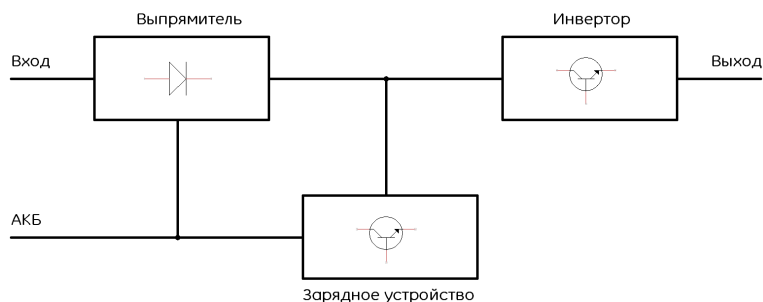 Выпрямитель
Инвертор
Вход
Выход
АКБ
Зарядное устройство